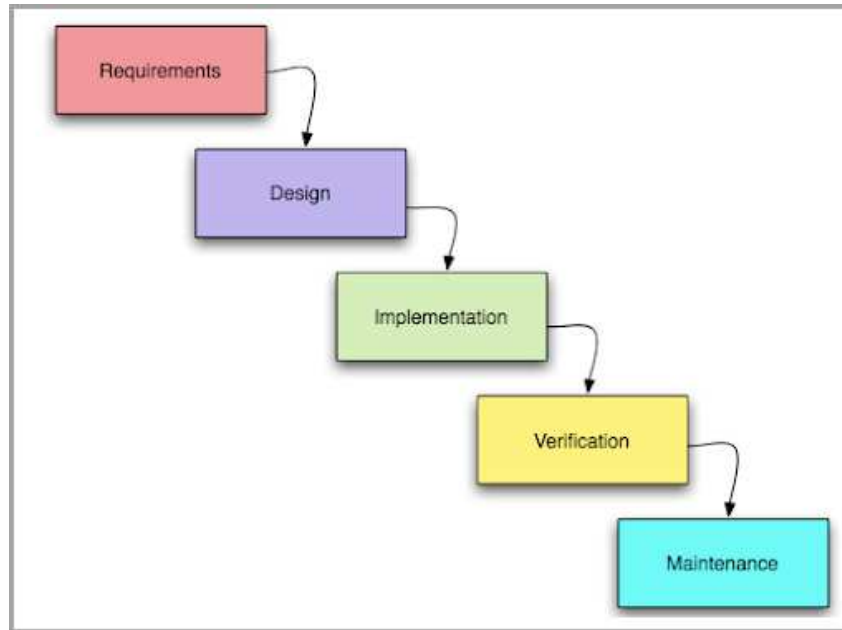 Requirements
Design
Implementation
Verification
Maintenance